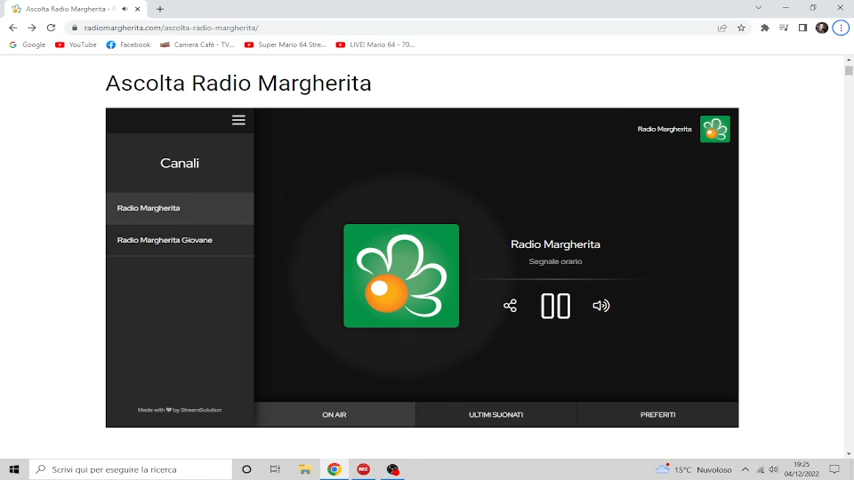 Ascolta Radio Margherita - R
radiomargherita.com/ascolta-radio-margherita/
Google
YouTube
Facebook
Camera Cafè - TV...
Super Mario 64 Stre...
LIVE! Mario 64 - 70...
Ascolta Radio Margherita
Radio Margherita
Canali
Radio Margherita
Radio Margherita Giovane
Radio Margherita
Segnale orario
Made with ❤ by StreamSolution
ON AIR
ULTIMI SUONATI
PREFERITI
Scrivi qui per eseguire la ricerca
REC
15°C Nuvoloso
19:25
04/12/2022